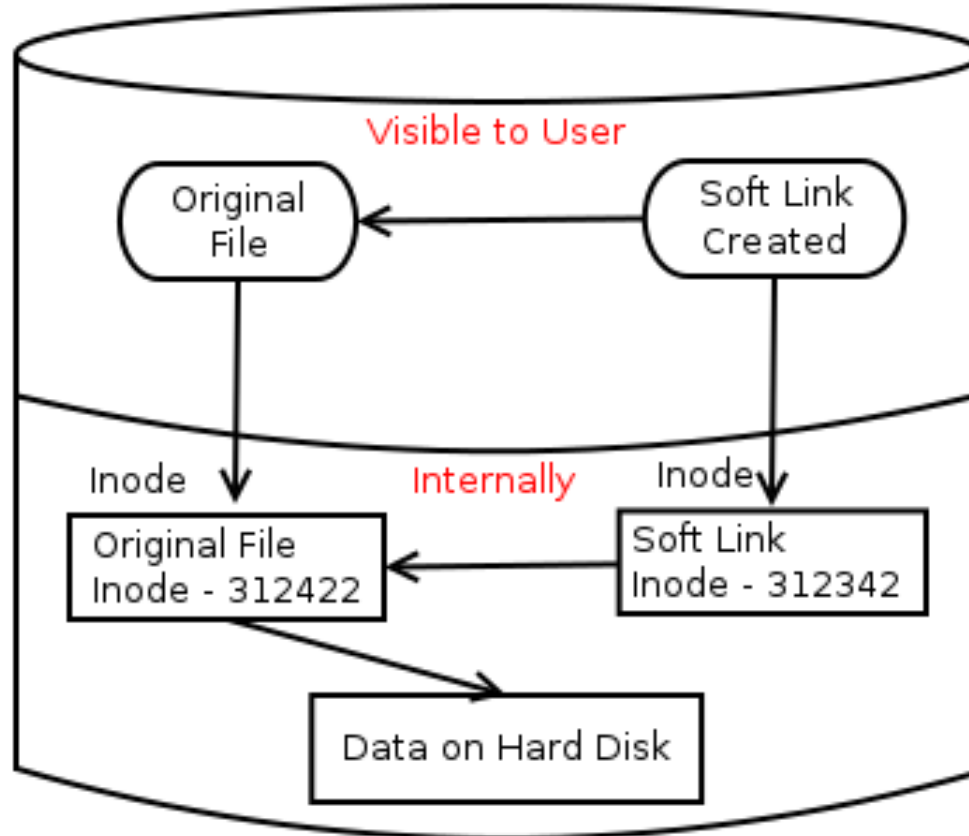 Visible to User
Original
File
Soft Link
Created
Inode
Internally
Inode
Original File
Inode - 312422
Soft Link
Inode - 312342
Data on Hard Disk